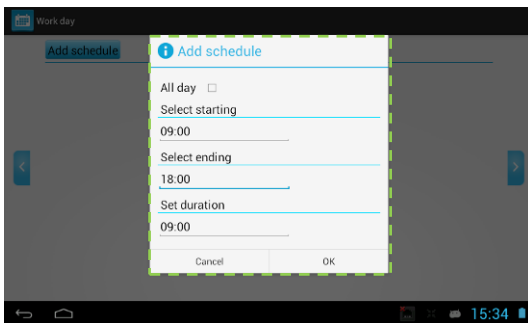 Work day
Add schedule
Add schedule
All day
Select starting
09:00
Select ending
18:00
Set duration
09:00
Cancel OK
15:34